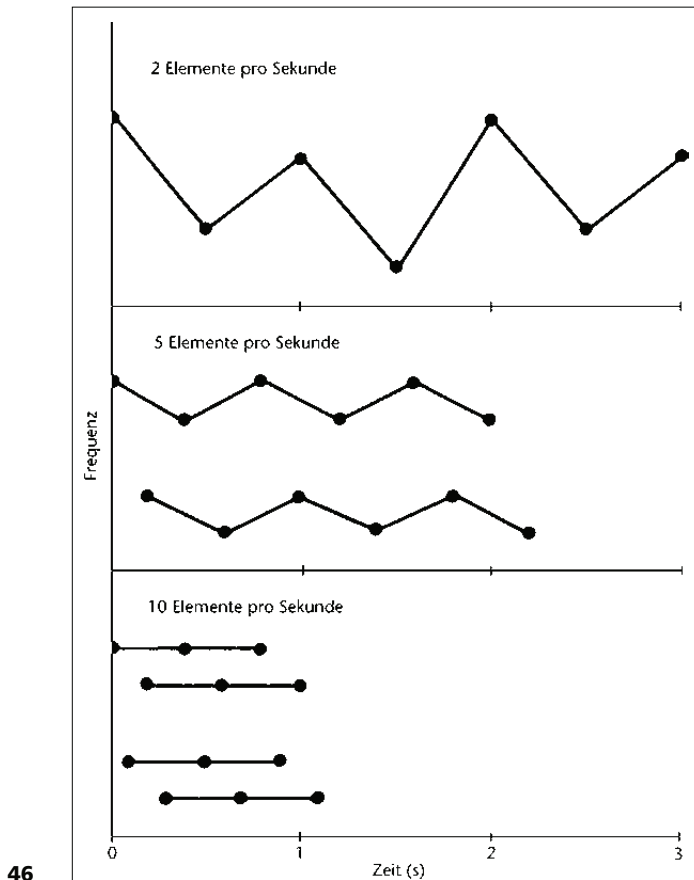 2 Elemente pro Sekunde
5 Elemente pro Sekunde
Frequenz
10 Elemente pro Sekunde
0 1 2 3
Zeit (s)
46